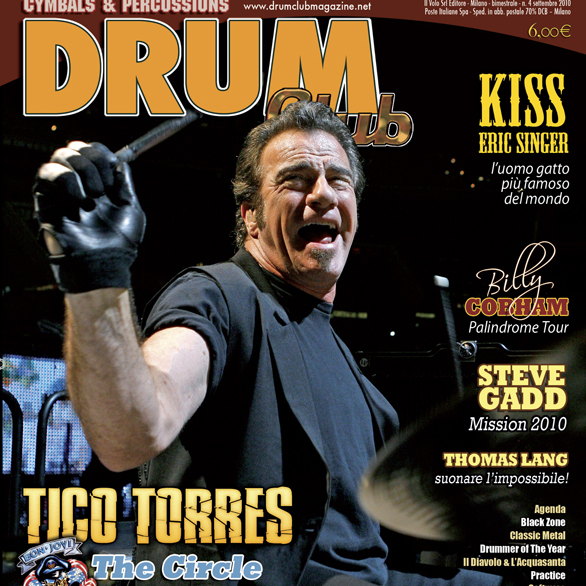 CYMBALS & PERCUSSIONS
www.drumclubmagazine.net
Il Volo Srl Editore - Milano - bimestrale - n. 4 settembre 2010
Poste Italiane Spa - Sped. in abb. postale 70% DCB - Milano
6,00€
DRUM
Club
KISS
ERIC SINGER
l'uomo gatto
più famoso
del mondo
Billy
COBHAM
Palindrome Tour
STEVE
GADD
Mission 2010
THOMAS LANG
suonare l'impossibile!
TICO TORRES
BON JOVI
The Circle
Agenda
Black Zone
Classic Metal
Drummer of The Year
Il Diavolo & L'Acquasanta
Practice